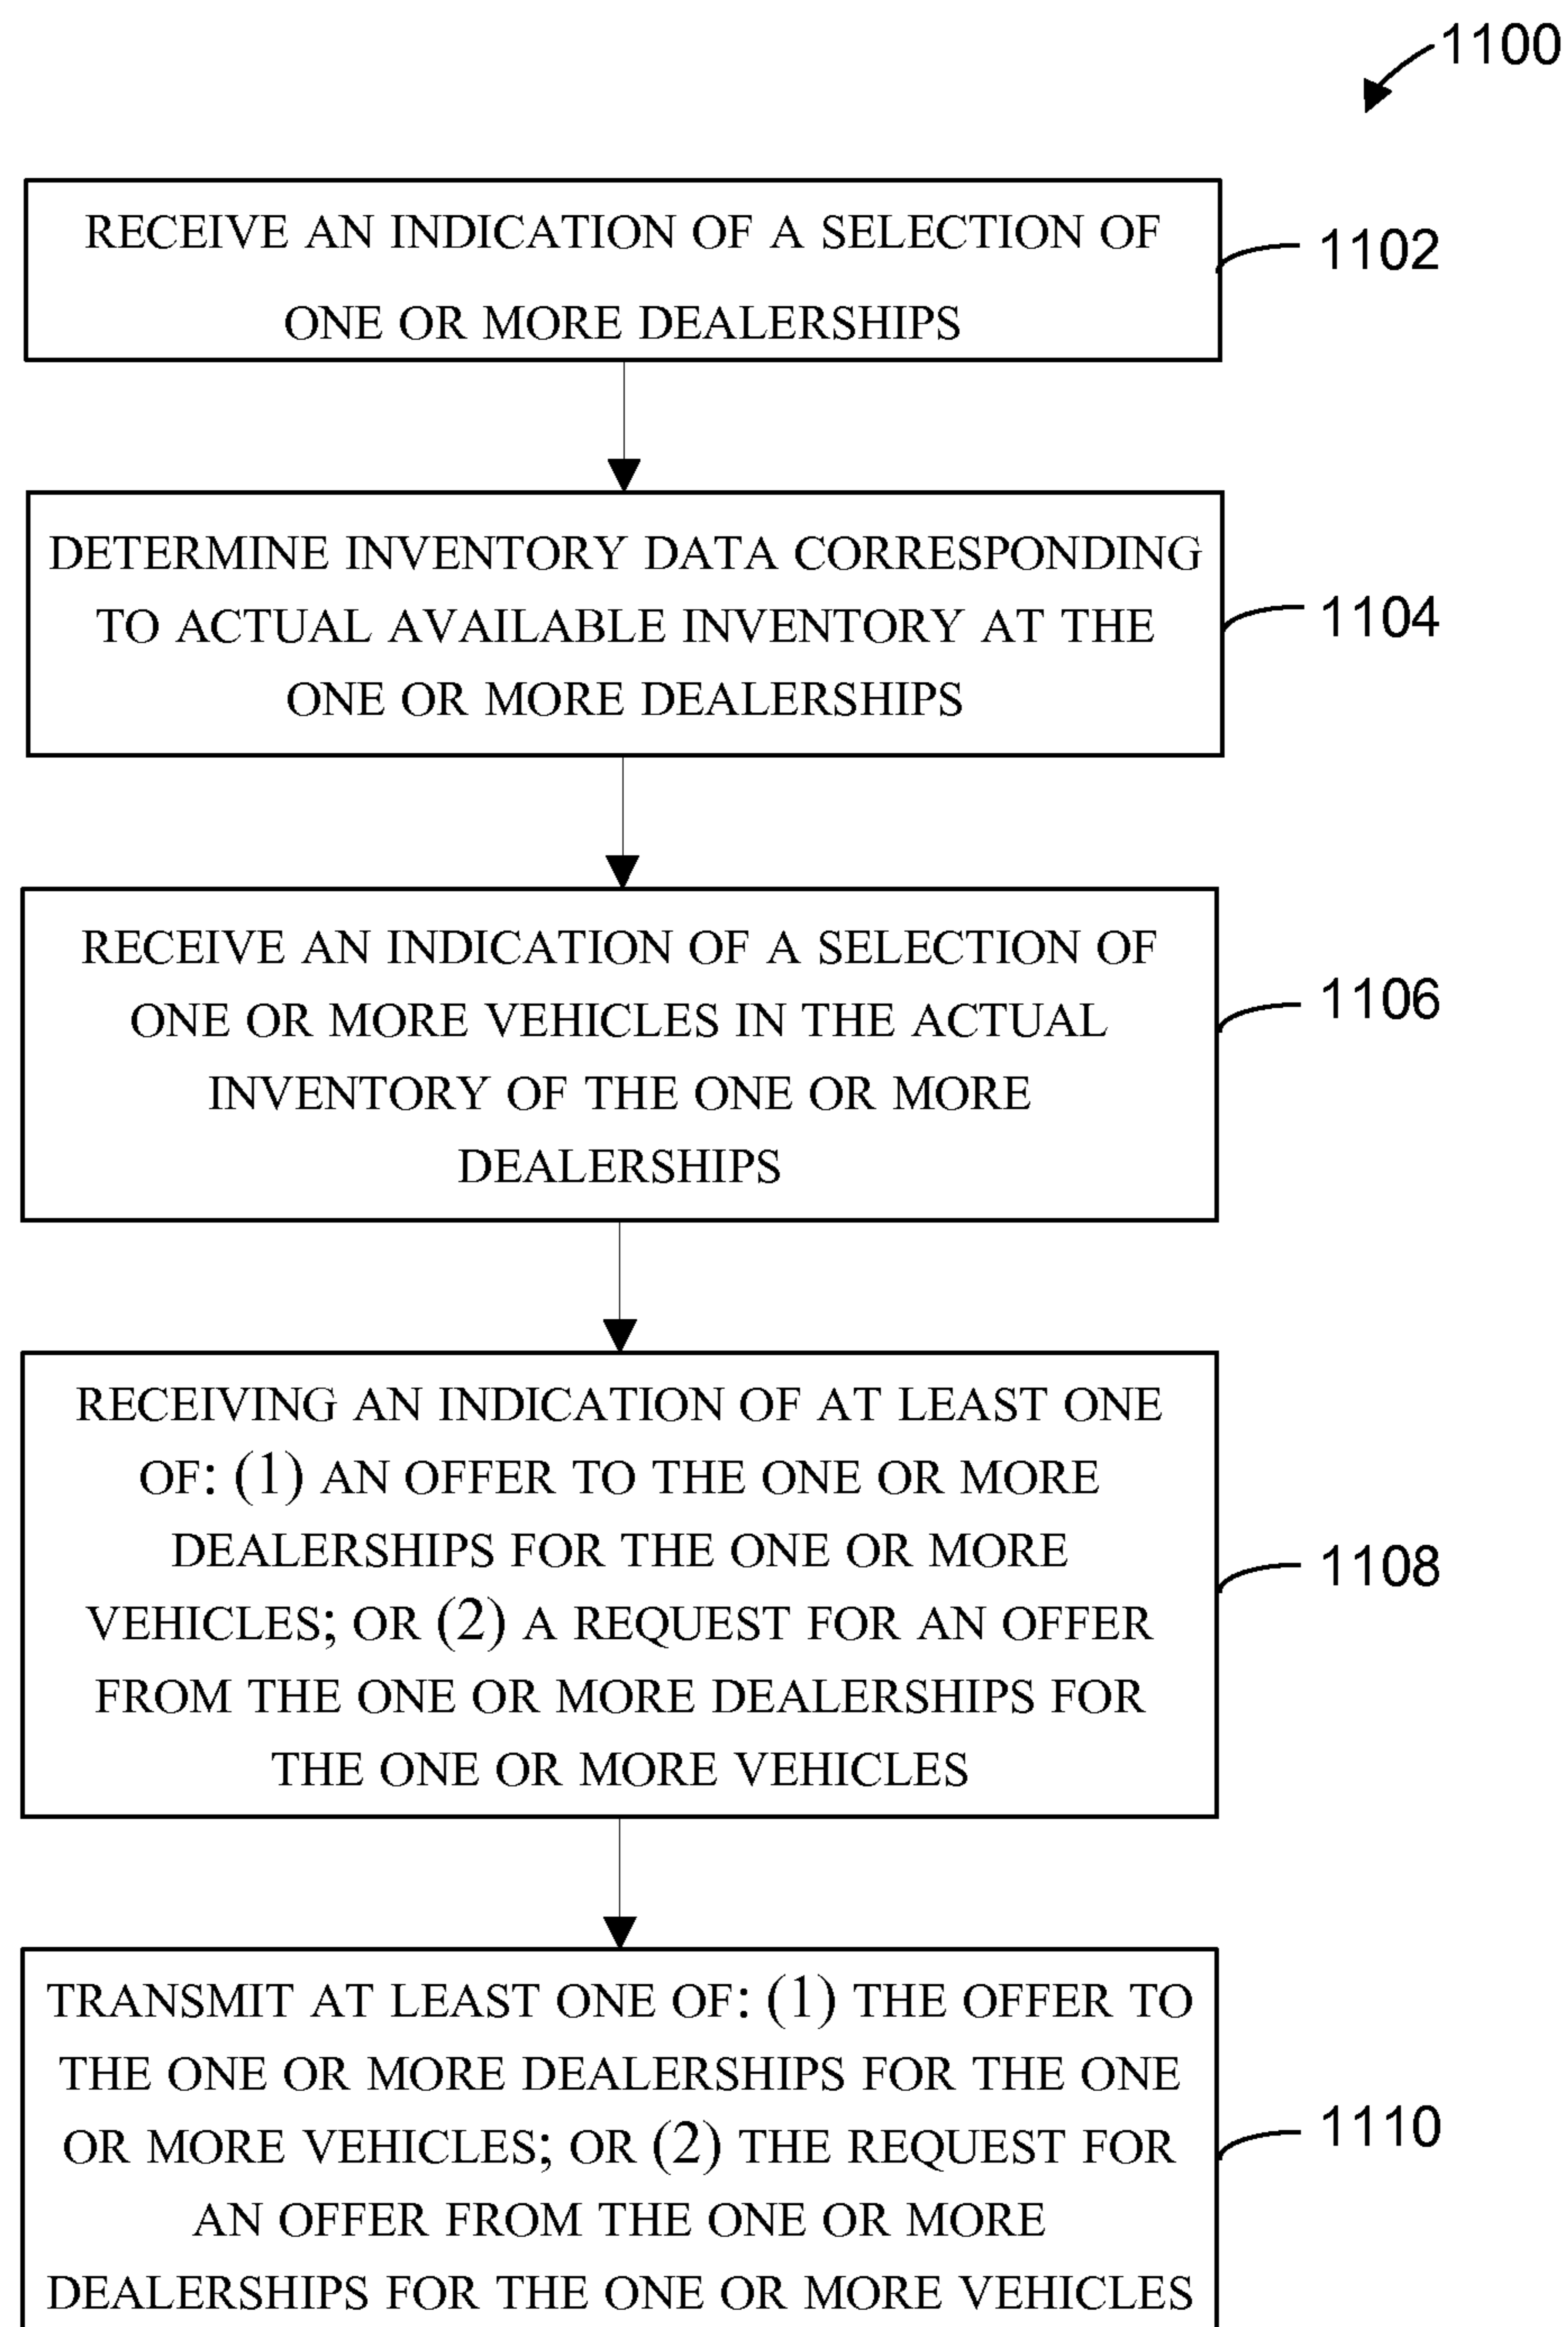 1100
RECEIVE AN INDICATION OF A SELECTION OF
ONE OR MORE DEALERSHIPS
1102
DETERMINE INVENTORY DATA CORRESPONDING
TO ACTUAL AVAILABLE INVENTORY AT THE
ONE OR MORE DEALERSHIPS
1104
RECEIVE AN INDICATION OF A SELECTION OF
ONE OR MORE VEHICLES IN THE ACTUAL
INVENTORY OF THE ONE OR MORE
DEALERSHIPS
1106
RECEIVING AN INDICATION OF AT LEAST ONE
OF: (1) AN OFFER TO THE ONE OR MORE
DEALERSHIPS FOR THE ONE OR MORE
VEHICLES; OR (2) A REQUEST FOR AN OFFER
FROM THE ONE OR MORE DEALERSHIPS FOR
THE ONE OR MORE VEHICLES
1108
TRANSMIT AT LEAST ONE OF: (1) THE OFFER TO
THE ONE OR MORE DEALERSHIPS FOR THE ONE
OR MORE VEHICLES; OR (2) THE REQUEST FOR
AN OFFER FROM THE ONE OR MORE
DEALERSHIPS FOR THE ONE OR MORE VEHICLES
1110